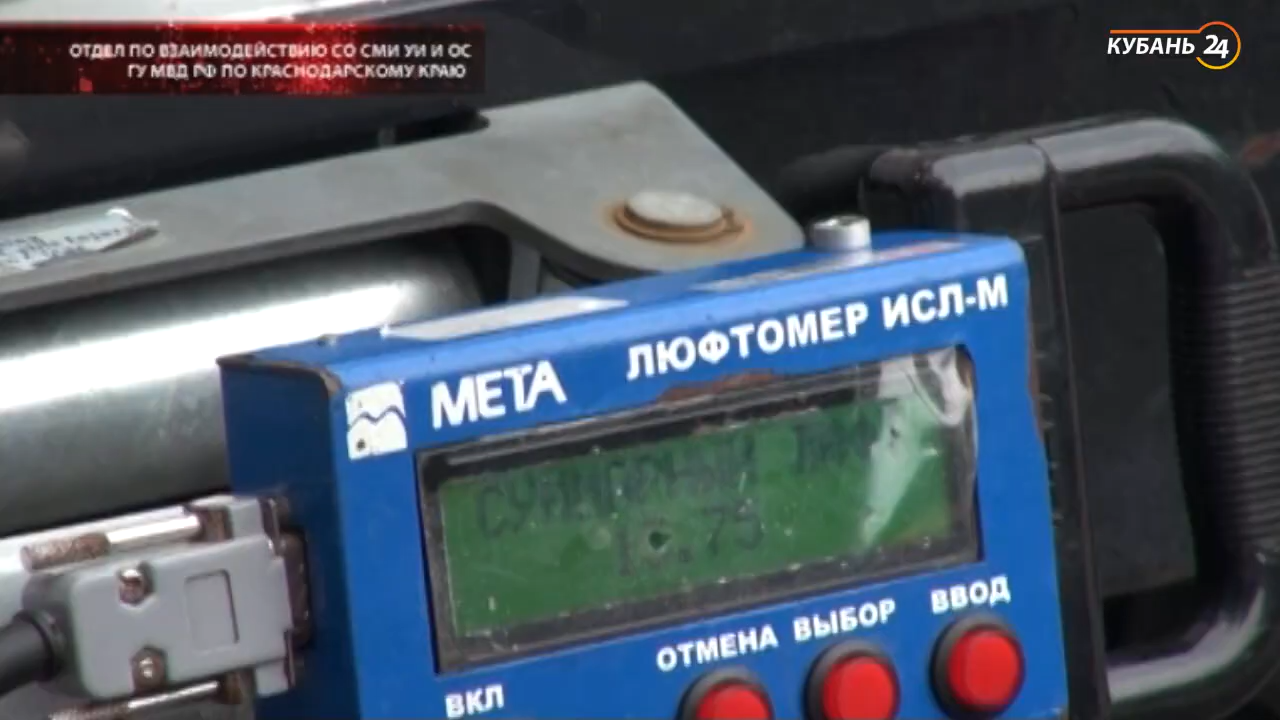 ОТДЕЛ ПО ВЗАИМОДЕЙСТВИЮ СО СМИ УИ И ОС
ГУ МВД РФ ПО КРАСНОДАРСКОМУ КРАЮ
КУБАНЬ 24
МЕТА ЛЮФТОМЕР ИСЛ-М
ОТМЕНА ВЫБОР ВВОД
ВКЛ